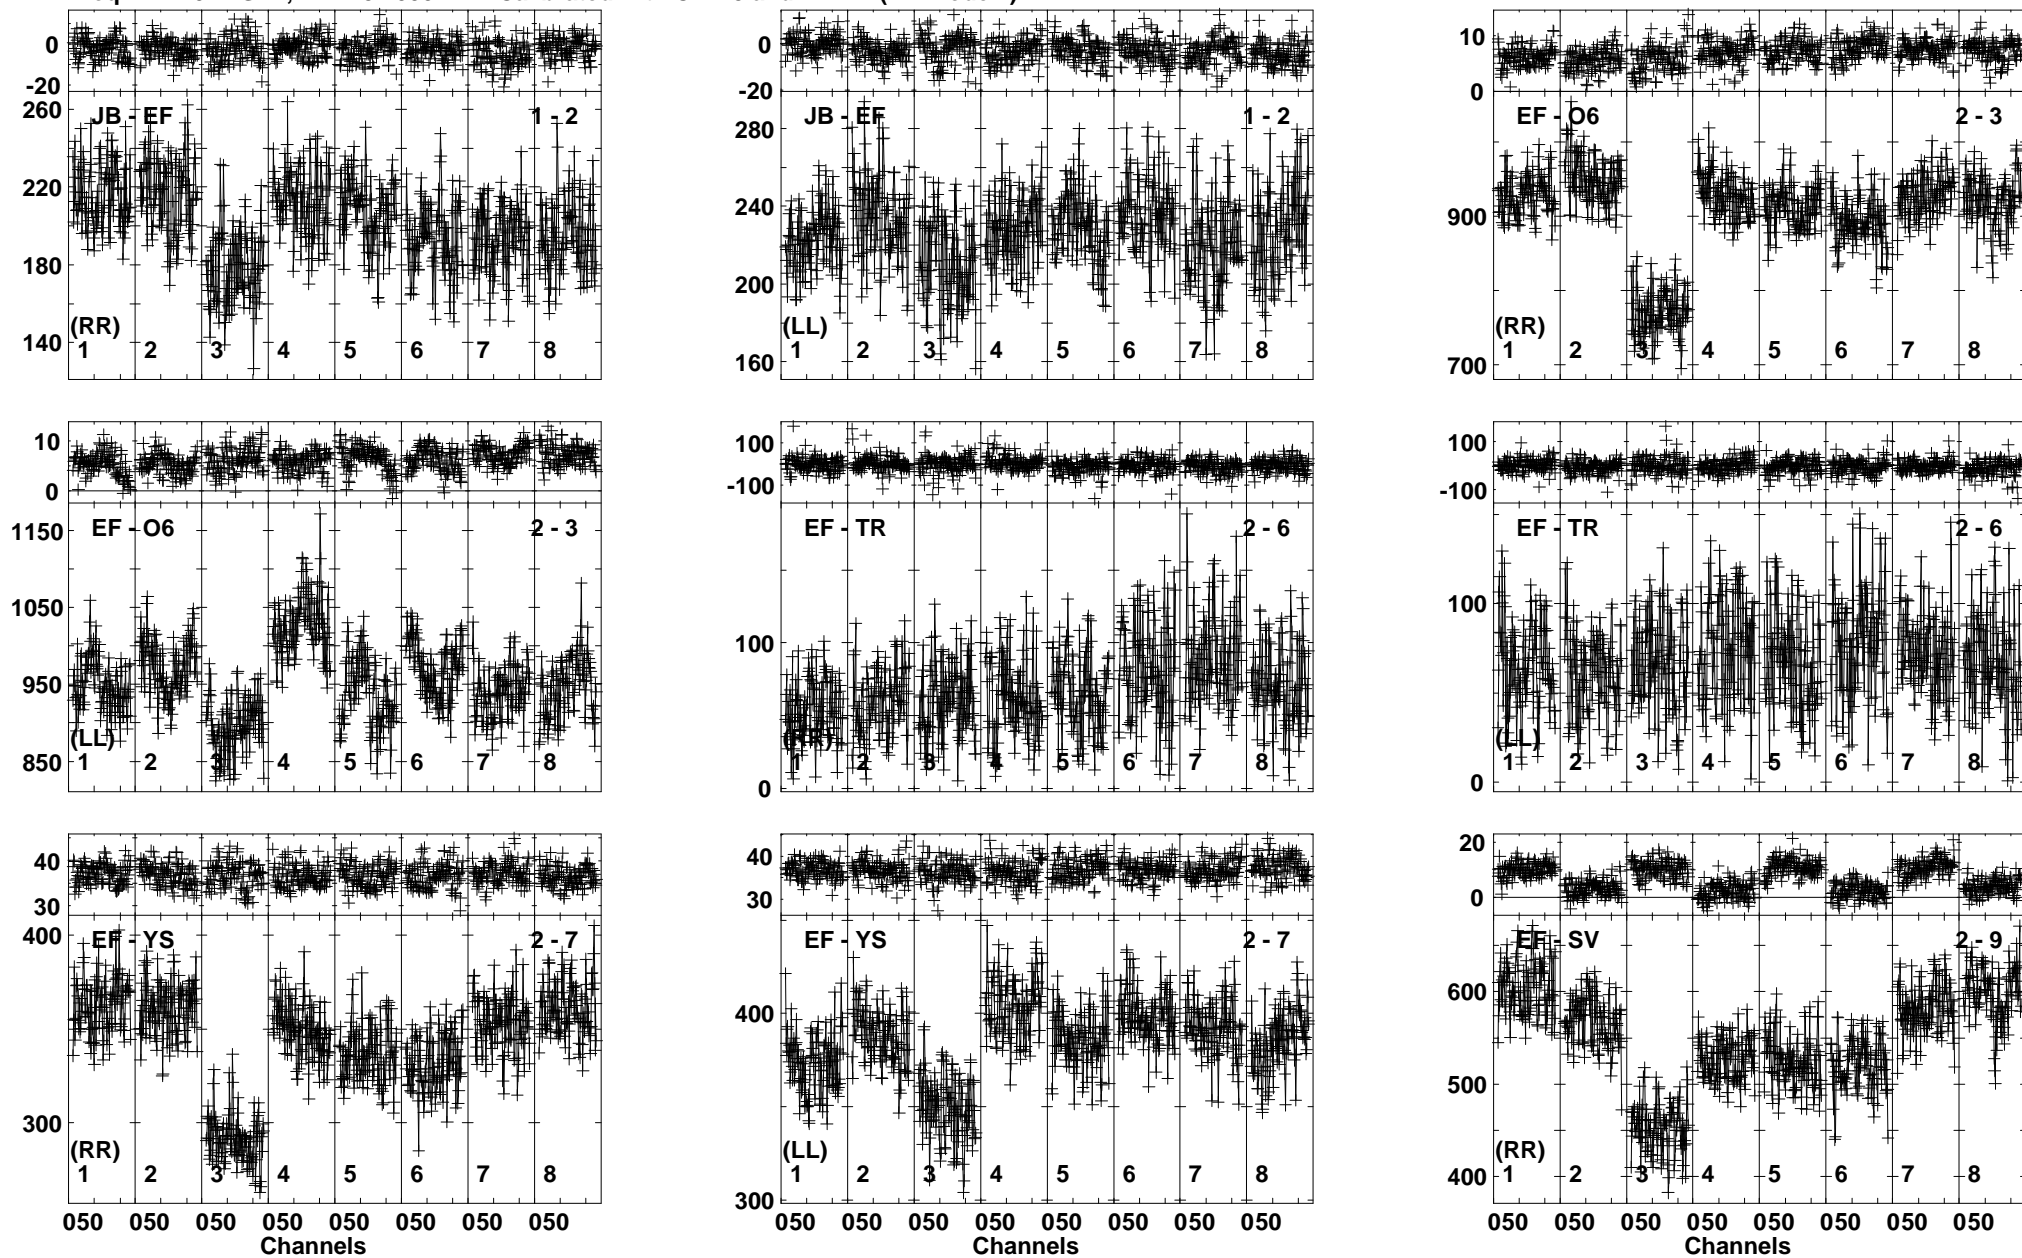 0
-20
260
220
180
140
JB - EF
1 - 2
(RR)
1 2 3 4 5 6 7 8
0
-20
280
240
200
160
JB - EF
1 - 2
(LL)
1 2 3 4 5 6 7 8
10
0
900
700
EF - O6
2 - 3
(RR)
1 2 3 4 5 6 7 8
10
0
1150
1050
950
850
EF - O6
2 - 3
(LL)
1 2 3 4 5 6 7 8
100
-100
100
0
EF - TR
2 - 6
(RR)
1 2 3 4 5 6 7 8
100
-100
100
0
EF - TR
2 - 6
(LL)
1 2 3 4 5 6 7 8
40
30
400
300
EF - YS
2 - 7
(RR)
1 2 3 4 5 6 7 8
050 050 050 050 050 050 050 050
Channels
40
30
400
300
EF - YS
2 - 7
(LL)
1 2 3 4 5 6 7 8
050 050 050 050 050 050 050 050
Channels
20
0
600
500
400
EF - SV
2 - 9
(RR)
1 2 3 4 5 6 7 8
050 050 050 050 050 050 050 050
Channels